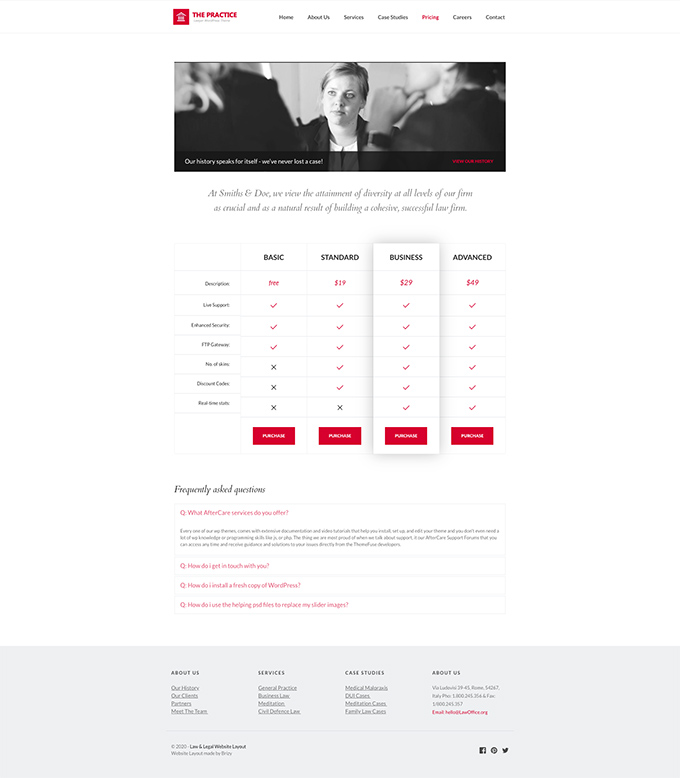 THE PRACTICE
Home About Us Services Case Studies Pricing Careers Contact
Our history speaks for itself - we've never lost a case!
VIEW OUR HISTORY
At Smiths & Doe, we view the attainment of diversity at all levels of our firm
as crucial and as a natural result of building a cohesive, successful law firm.
BASIC STANDARD BUSINESS ADVANCED
Description: free $19 $29 $49
Live Support:
Enhanced Security:
FTP Gateway:
No. of skins:
Discount Codes:
Real time stats:
PURCHASE PURCHASE PURCHASE PURCHASE
Frequently asked questions
Q: What AfterCare services do you offer?
Every one of our wp themes, comes with extensive documentation and video tutorials that help you install, set up, and edit your theme and you don't even need a
lot of wp knowledge or programming skills like js, or php. The thing we are most proud of when we talk about support, it our AfterCare Support Forums that you
can access any time and receive guidance and solutions to your issues directly from the ThemeFuse developers.
Q: How do i get in touch with you?
Q: How do i install a fresh copy of WordPress?
Q: How do i use the helping psd files to replace my slider images?
ABOUT US SERVICES CASE STUDIES ABOUT US
Our History General Practice Medical Malpraxis Via Ludovisi 39-45, Rome, 54267,
Our Clients Business Law DUI Cases Italy Pho: 1.800.245.356 & Fax:
Partners Meditation Meditation Cases 1/800.245.357
Meet The Team Civil Defence Law Family Law Cases Email: hello@LawOffice.org
© 2020 - Law & Legal Website Layout
Website Layout made by Brizy